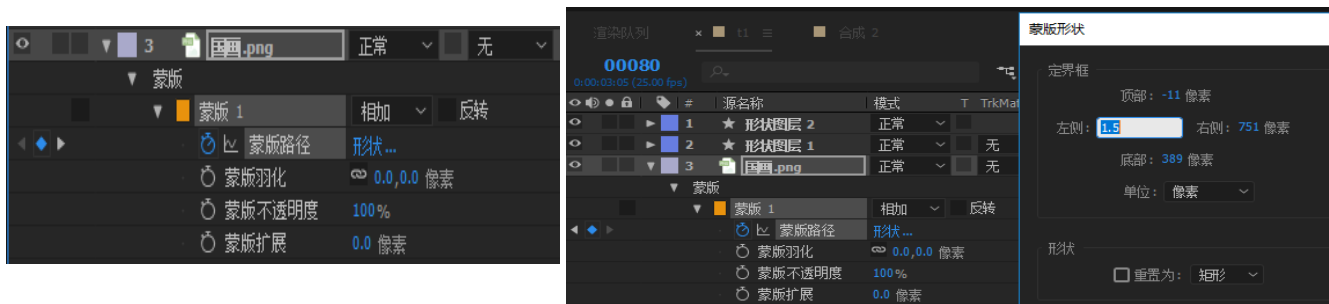 3 国画.png 正常 无
蒙版
蒙版 1 相加 反转
蒙版路径 形状...
蒙版羽化 0.0,0.0 像素
蒙版不透明度 100%
蒙版扩展 0.0 像素
渲染队列 × t1 合成 2
00080
0:00:03:05 (25.00 fps)
# 源名称 模式 T TrkMat
1 形状图层 2 正常
2 形状图层 1 正常 无
3 国画.png 正常 无
蒙版
蒙版 1 相加 反转
蒙版路径 形状...
蒙版羽化 0.0,0.0 像素
蒙版不透明度 100%
蒙版扩展 0.0 像素
蒙版形状
定界框
顶部: -11 像素
左侧: 1.5 右侧: 751 像素
底部: 389 像素
单位: 像素
形状
重置为: 矩形